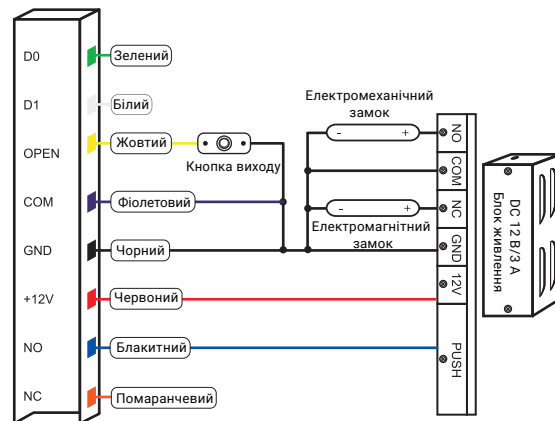 D0
Зелений
D1
Білий
OPEN
Жовтий
Кнопка виходу
COM
Фіолетовий
GND
Чорний
+12V
Червоний
NO
Блакитний
NC
Помаранчевий
Електромеханічний
замок
- +
- +
Електромагнітний
замок
NO
COM
NC
GND
12V
PUSH
DC 12 В/3 А
Блок живлення